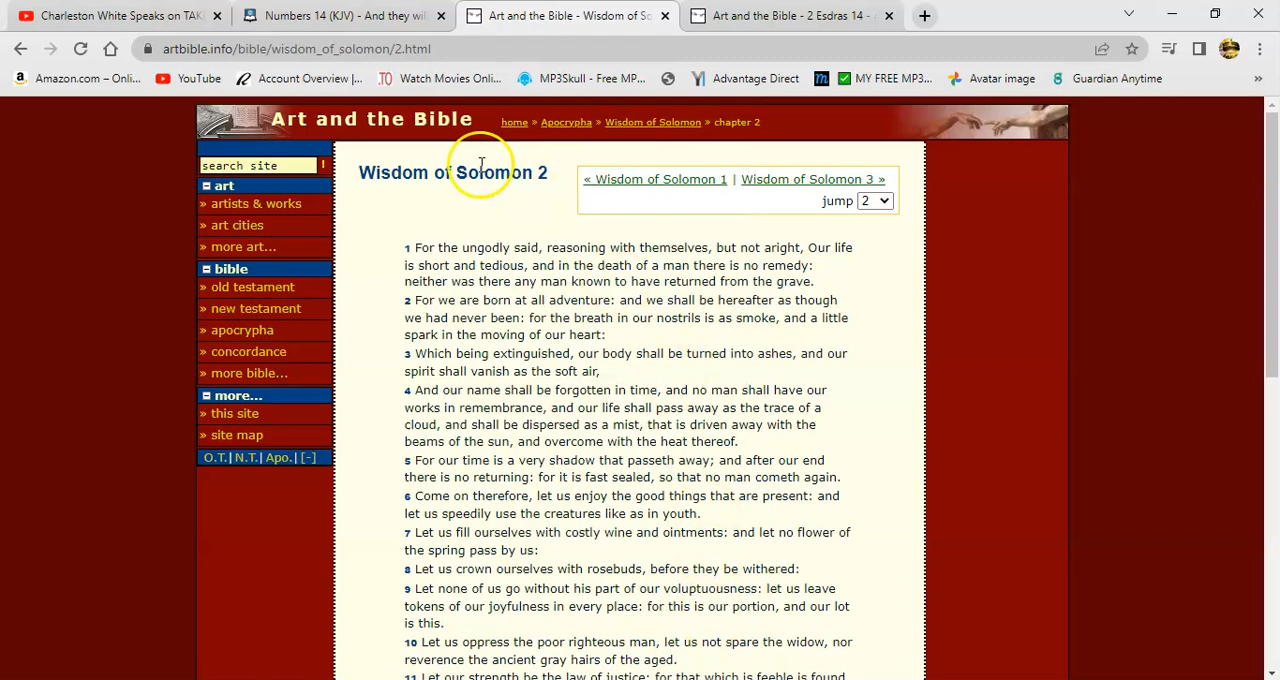 Charleston White Speaks on TAKI
Numbers 14 (KJV) - And they will
Art and the Bible - Wisdom of So
Art and the Bible - 2 Esdras 14 -
artbible.info/bible/wisdom_of_solomon/2.html
Amazon.com – Onli...
YouTube
Account Overview |...
Watch Movies Onlin...
MP3Skull - Free MP...
Advantage Direct
MY FREE MP3...
Avatar image
Guardian Anytime
»
Art and the Bible
home » Apocrypha » Wisdom of Solomon » chapter 2
search site !
art
» artists & works
» art cities
» more art...
bible
» old testament
» new testament
» apocrypha
» concordance
» more bible...
more...
» this site
» site map
O.T.| N.T.| Apo.| [-]
Wisdom of Solomon 2
« Wisdom of Solomon 1 | Wisdom of Solomon 3 »
jump 2
1 For the ungodly said, reasoning with themselves, but not aright, Our life
is short and tedious, and in the death of a man there is no remedy:
neither was there any man known to have returned from the grave.
2 For we are born at all adventure: and we shall be hereafter as though
we had never been: for the breath in our nostrils is as smoke, and a little
spark in the moving of our heart:
3 Which being extinguished, our body shall be turned into ashes, and our
spirit shall vanish as the soft air,
4 And our name shall be forgotten in time, and no man shall have our
works in remembrance, and our life shall pass away as the trace of a
cloud, and shall be dispersed as a mist, that is driven away with the
beams of the sun, and overcome with the heat thereof.
5 For our time is a very shadow that passeth away; and after our end
there is no returning: for it is fast sealed, so that no man cometh again.
6 Come on therefore, let us enjoy the good things that are present: and
let us speedily use the creatures like as in youth.
7 Let us fill ourselves with costly wine and ointments: and let no flower of
the spring pass by us:
8 Let us crown ourselves with rosebuds, before they be withered:
9 Let none of us go without his part of our voluptuousness: let us leave
tokens of our joyfulness in every place: for this is our portion, and our lot
is this.
10 Let us oppress the poor righteous man, let us not spare the widow, nor
reverence the ancient gray hairs of the aged.
11 Let our strength be the law of justice: for that which is feeble is found